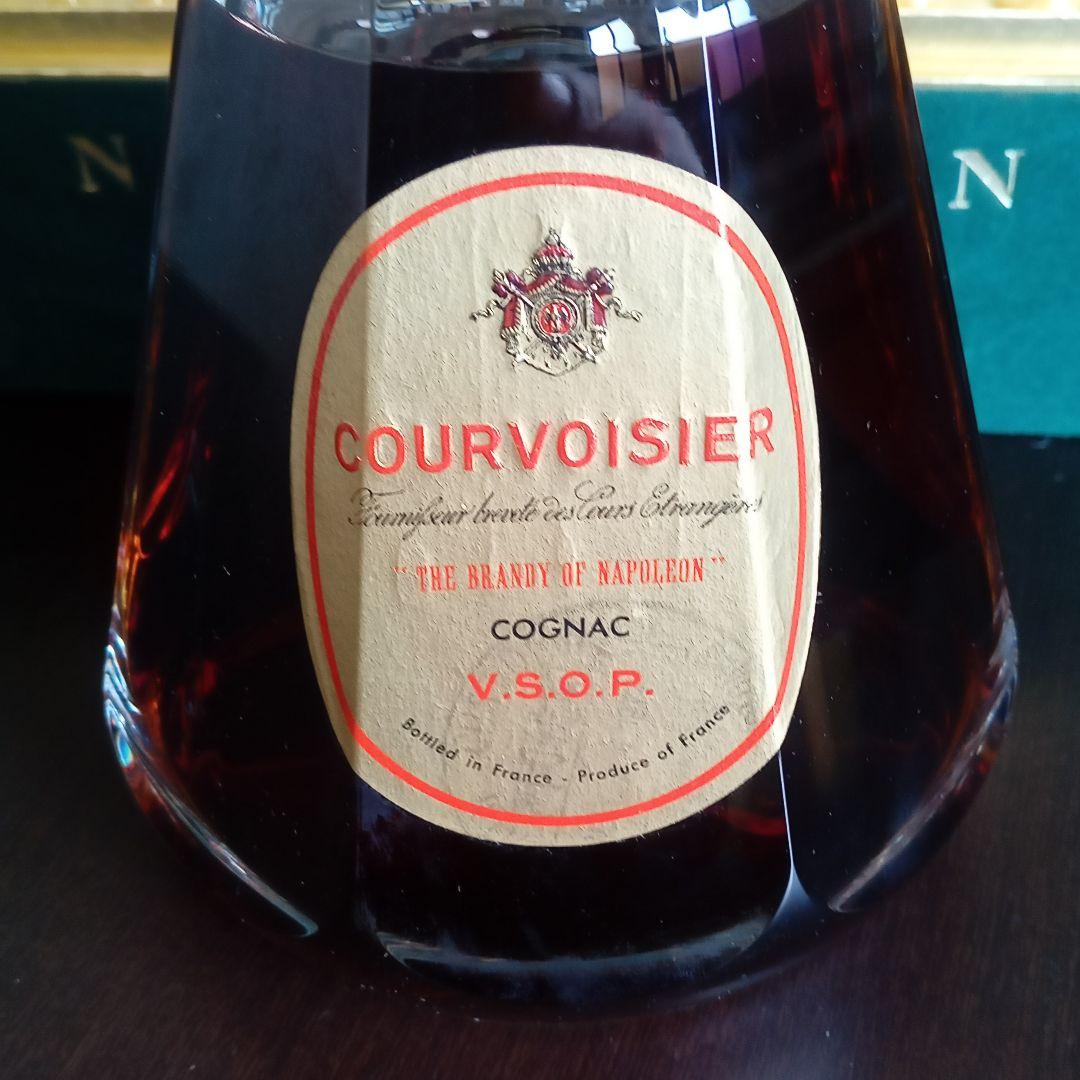 N N
COURVOISIER
Fournisseur breveté des Cours Etrangères
"THE BRANDY OF NAPOLEON"
COGNAC
V.S.O.P.
Bottled in France - Produce of France